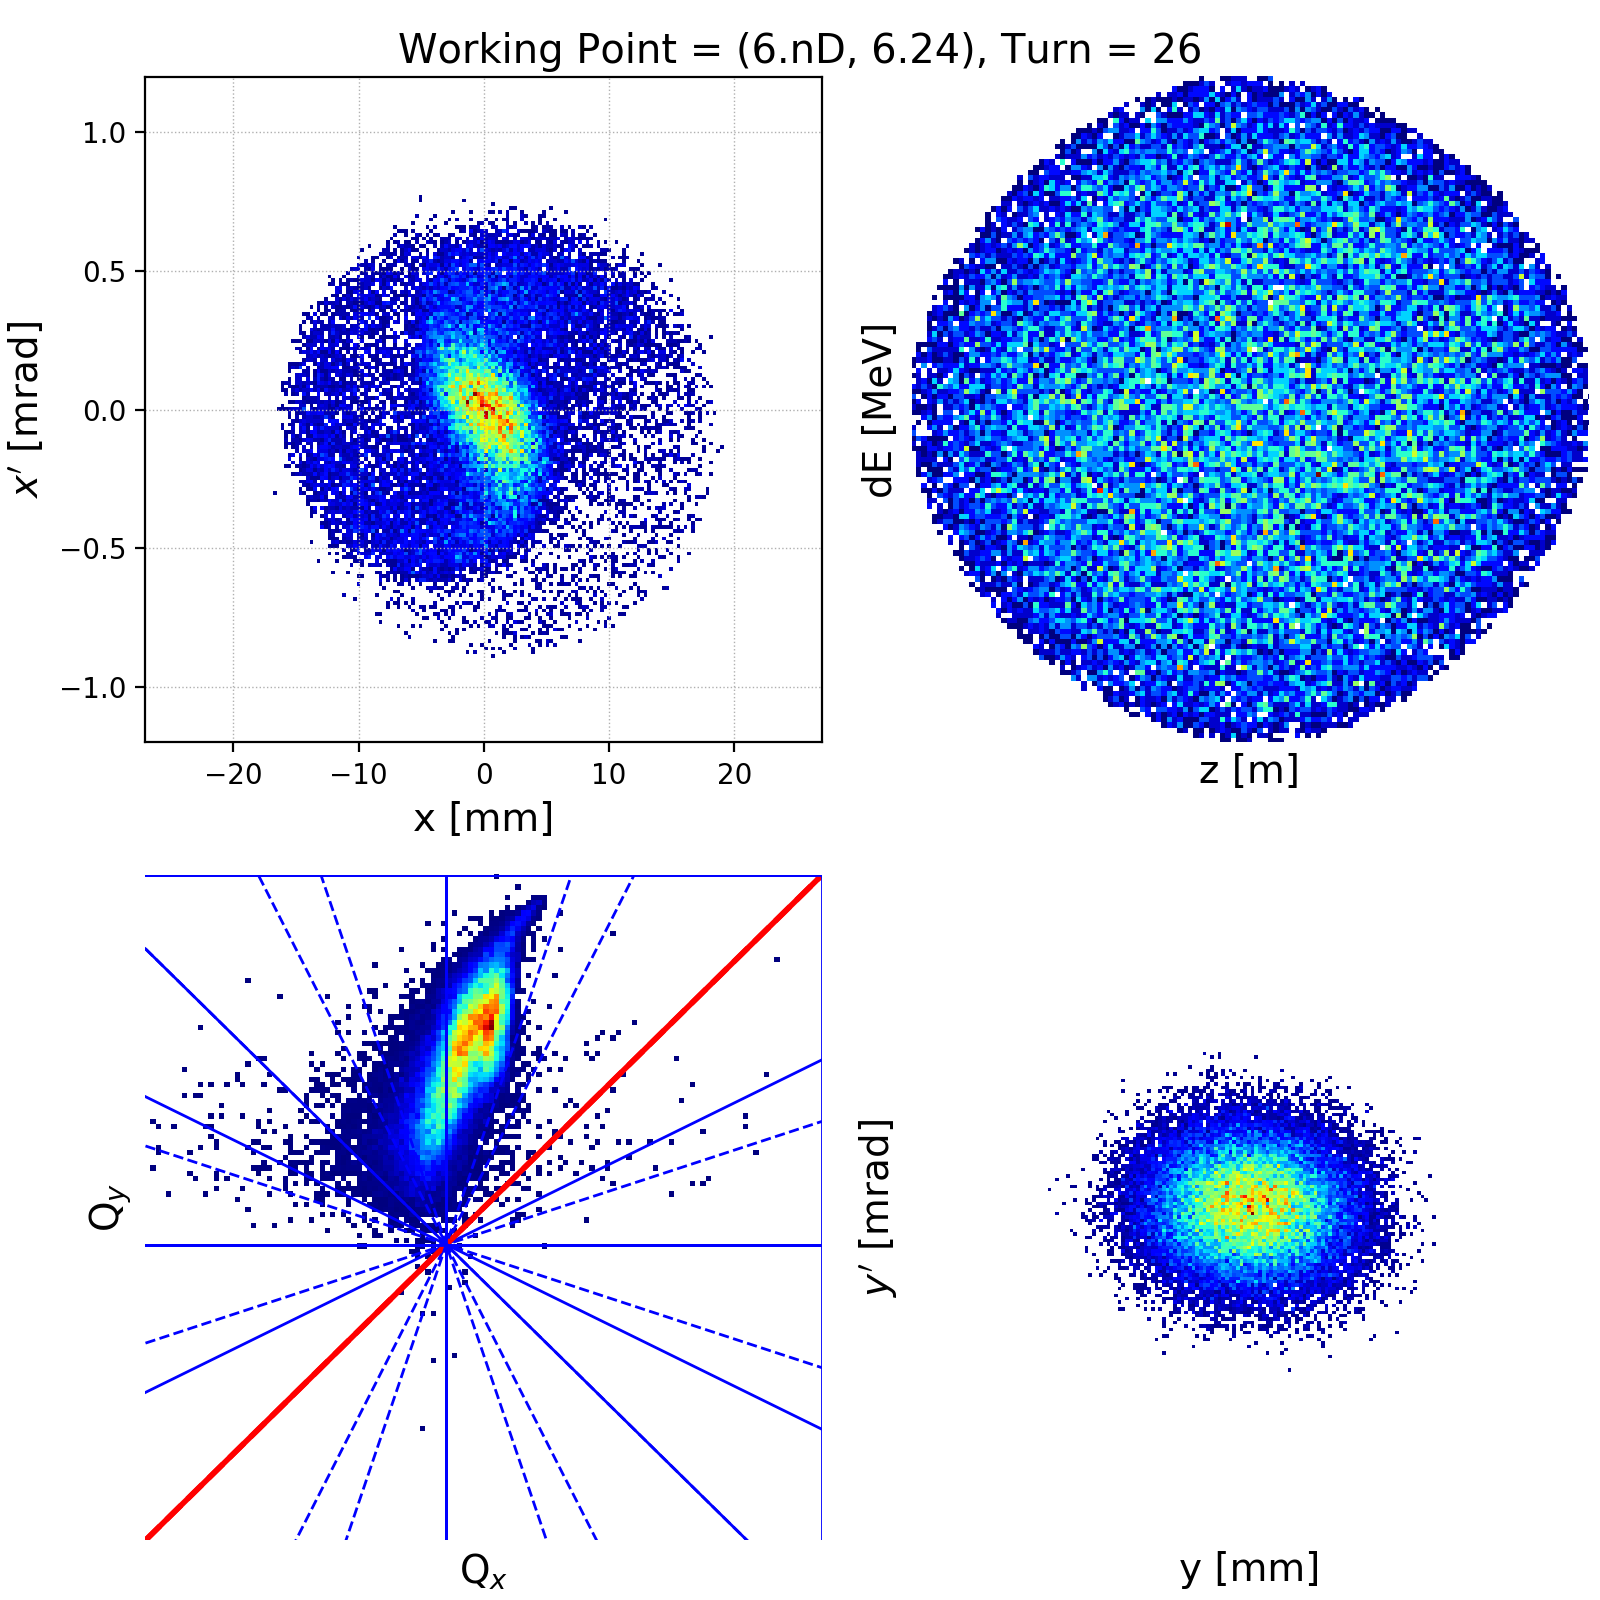 Working Point = (6.nD, 6.24), Turn = 26
1.0
0.5
0.0
−0.5
−1.0
x′ [mrad]
−20 −10 0 10 20
x [mm]
dE [MeV]
z [m]
Qy
Qx
y′ [mrad]
y [mm]